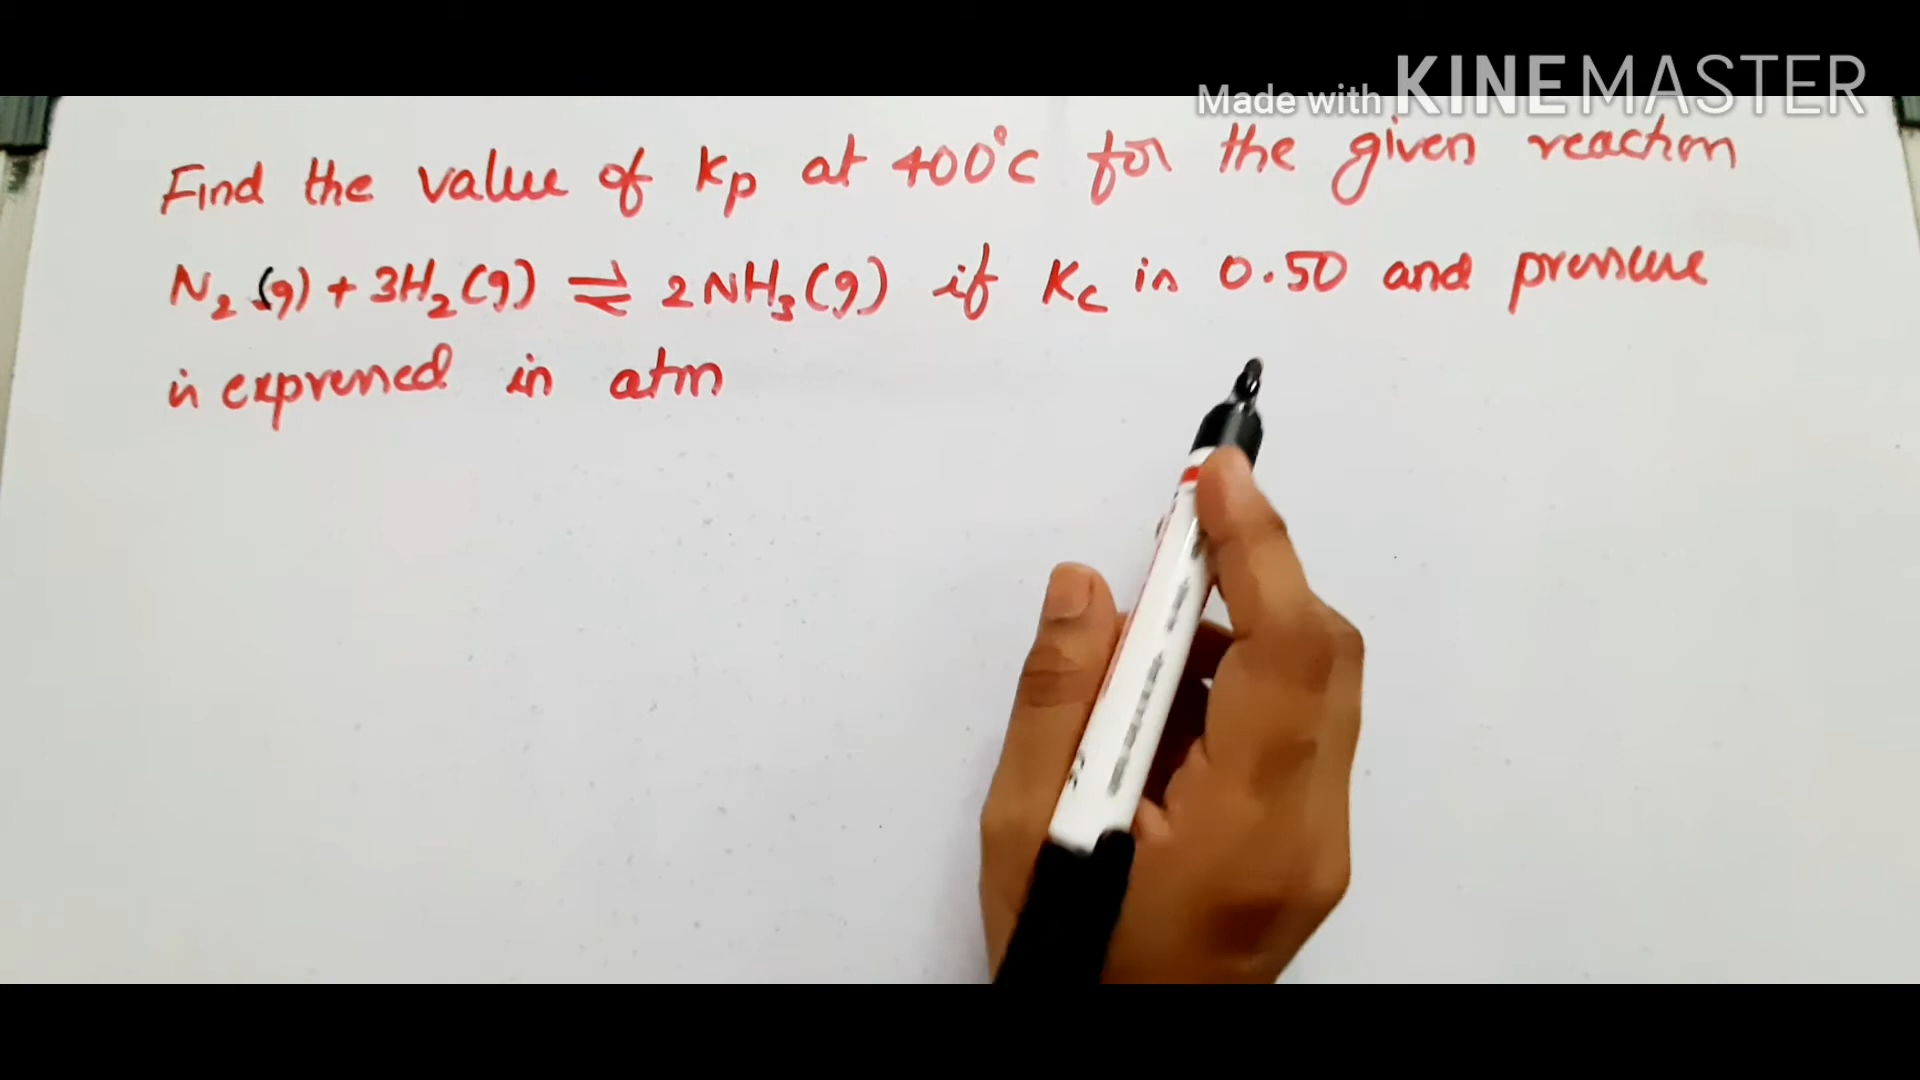 Made with KINEMASTER
Find the value of Kp at 400°C for the given reaction
N₂(g) + 3H₂(g) ⇌ 2NH₃(g) if Kc is 0.50 and pressure
is expressed in atm